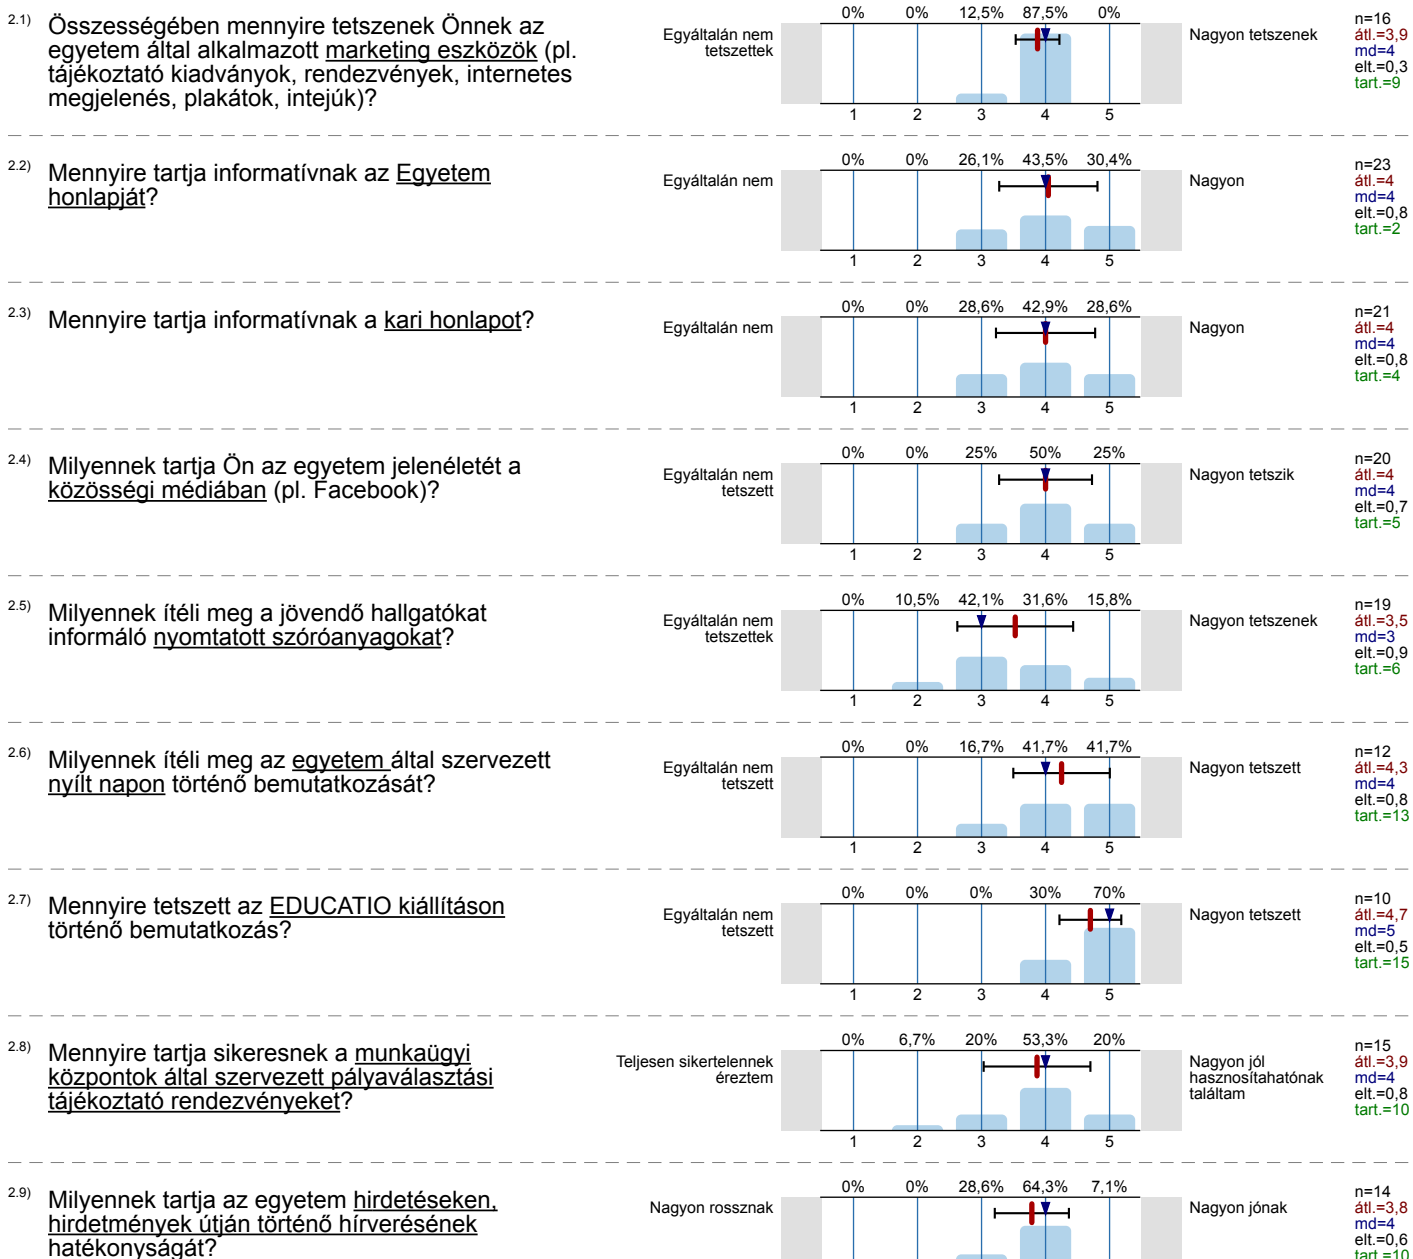 2.1) Összességében mennyire tetszenek Önnek az
egyetem által alkalmazott marketing eszközök (pl.
tájékoztató kiadványok, rendezvények, internetes
megjelenés, plakátok, intejúk)?
Egyáltalán nem
tetszettek
0% 0% 12,5% 87,5% 0%
1 2 3 4 5
Nagyon tetszenek
n=16
átl.=3,9
md=4
elt.=0,3
tart.=9
2.2) Mennyire tartja informatívnak az Egyetem
honlapját?
Egyáltalán nem
0% 0% 26,1% 43,5% 30,4%
1 2 3 4 5
Nagyon
n=23
átl.=4
md=4
elt.=0,8
tart.=2
2.3) Mennyire tartja informatívnak a kari honlapot?
Egyáltalán nem
0% 0% 28,6% 42,9% 28,6%
1 2 3 4 5
Nagyon
n=21
átl.=4
md=4
elt.=0,8
tart.=4
2.4) Milyennek tartja Ön az egyetem jelenéletét a
közösségi médiában (pl. Facebook)?
Egyáltalán nem
tetszett
0% 0% 25% 50% 25%
1 2 3 4 5
Nagyon tetszik
n=20
átl.=4
md=4
elt.=0,7
tart.=5
2.5) Milyennek ítéli meg a jövendő hallgatókat
informáló nyomtatott szóróanyagokat?
Egyáltalán nem
tetszettek
0% 10,5% 42,1% 31,6% 15,8%
1 2 3 4 5
Nagyon tetszenek
n=19
átl.=3,5
md=3
elt.=0,9
tart.=6
2.6) Milyennek ítéli meg az egyetem által szervezett
nyílt napon történő bemutatkozását?
Egyáltalán nem
tetszett
0% 0% 16,7% 41,7% 41,7%
1 2 3 4 5
Nagyon tetszett
n=12
átl.=4,3
md=4
elt.=0,8
tart.=13
2.7) Mennyire tetszett az EDUCATIO kiállításon
történő bemutatkozás?
Egyáltalán nem
tetszett
0% 0% 0% 30% 70%
1 2 3 4 5
Nagyon tetszett
n=10
átl.=4,7
md=5
elt.=0,5
tart.=15
2.8) Mennyire tartja sikeresnek a munkaügyi
központok által szervezett pályaválasztási
tájékoztató rendezvényeket?
Teljesen sikertelennek
éreztem
0% 6,7% 20% 53,3% 20%
1 2 3 4 5
Nagyon jól
hasznosítahatónak
találtam
n=15
átl.=3,9
md=4
elt.=0,8
tart.=10
2.9) Milyennek tartja az egyetem hirdetéseken,
hirdetmények útján történő hírverésének
hatékonyságát?
Nagyon rossznak
0% 0% 28,6% 64,3% 7,1%
Nagyon jónak
n=14
átl.=3,8
md=4
elt.=0,6
tart.=10